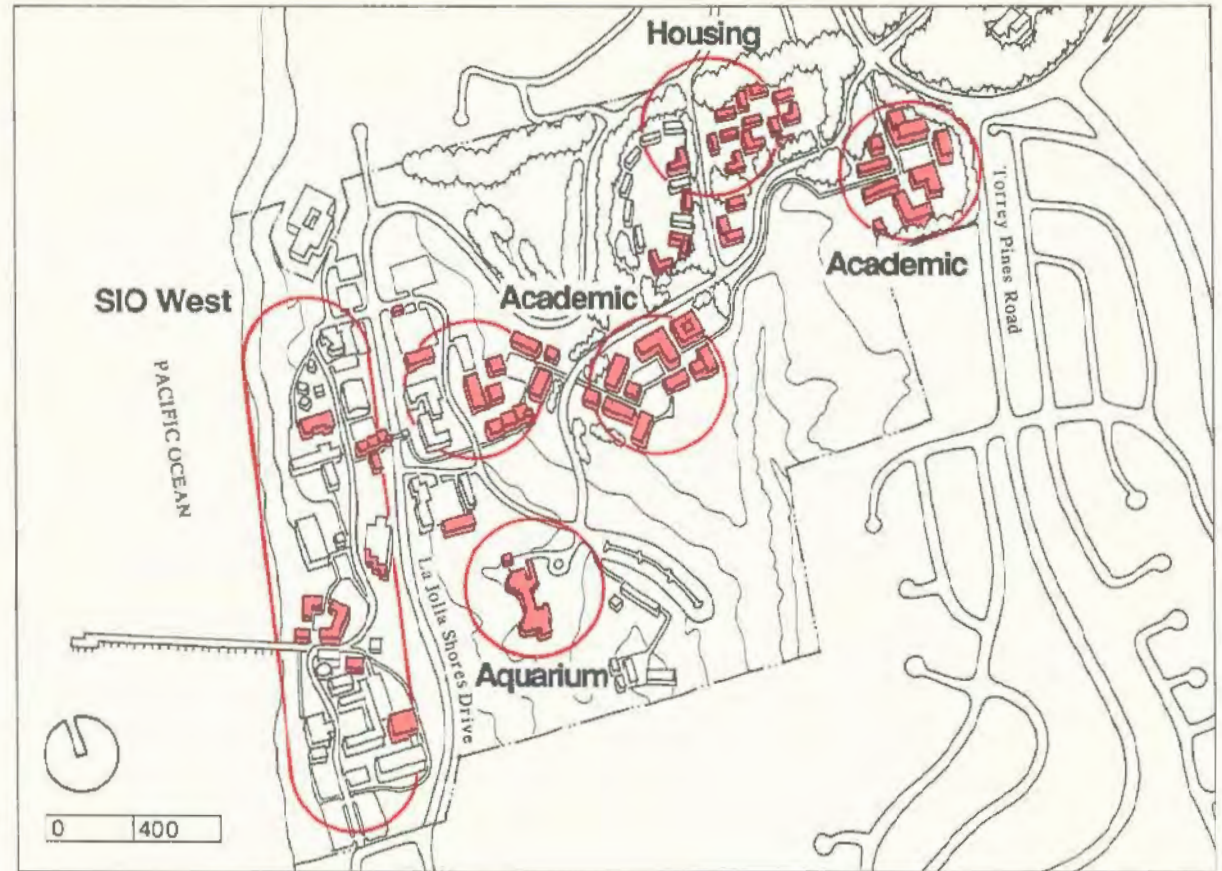 Housing
Torrey Pines Road
Academic
SIO West
Academic
PACIFIC OCEAN
La Jolla Shores Drive
Aquarium
0 400